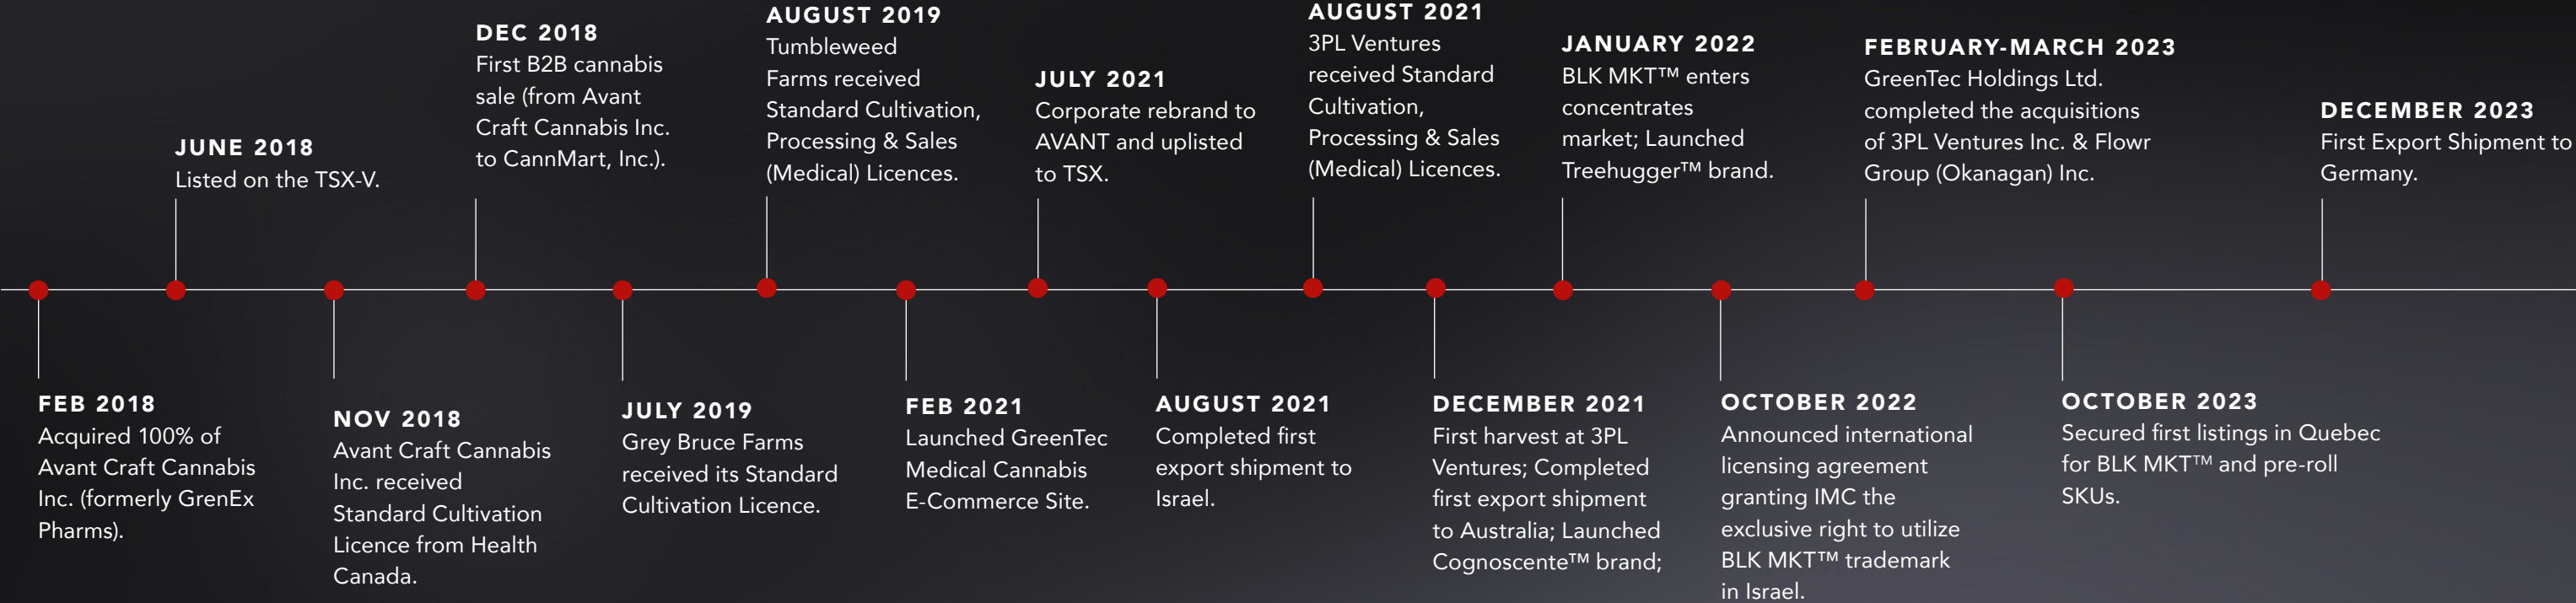 FEB 2018
Acquired 100% of
Avant Craft Cannabis
Inc. (formerly GrenEx
Pharms).
JUNE 2018
Listed on the TSX-V.
NOV 2018
Avant Craft Cannabis
Inc. received
Standard Cultivation
Licence from Health
Canada.
DEC 2018
First B2B cannabis
sale (from Avant
Craft Cannabis Inc.
to CannMart, Inc.).
JULY 2019
Grey Bruce Farms
received its Standard
Cultivation Licence.
AUGUST 2019
Tumbleweed
Farms received
Standard Cultivation,
Processing & Sales
(Medical) Licences.
FEB 2021
Launched GreenTec
Medical Cannabis
E-Commerce Site.
JULY 2021
Corporate rebrand to
AVANT and uplisted
to TSX.
AUGUST 2021
Completed first
export shipment to
Israel.
AUGUST 2021
3PL Ventures
received Standard
Cultivation,
Processing & Sales
(Medical) Licences.
DECEMBER 2021
First harvest at 3PL
Ventures; Completed
first export shipment
to Australia; Launched
Cognoscente™ brand;
JANUARY 2022
BLK MKT™ enters
concentrates
market; Launched
Treehugger™ brand.
OCTOBER 2022
Announced international
licensing agreement
granting IMC the
exclusive right to utilize
BLK MKT™ trademark
in Israel.
FEBRUARY-MARCH 2023
GreenTec Holdings Ltd.
completed the acquisitions
of 3PL Ventures Inc. & Flowr
Group (Okanagan) Inc.
OCTOBER 2023
Secured first listings in Quebec
for BLK MKT™ and pre-roll
SKUs.
DECEMBER 2023
First Export Shipment to
Germany.